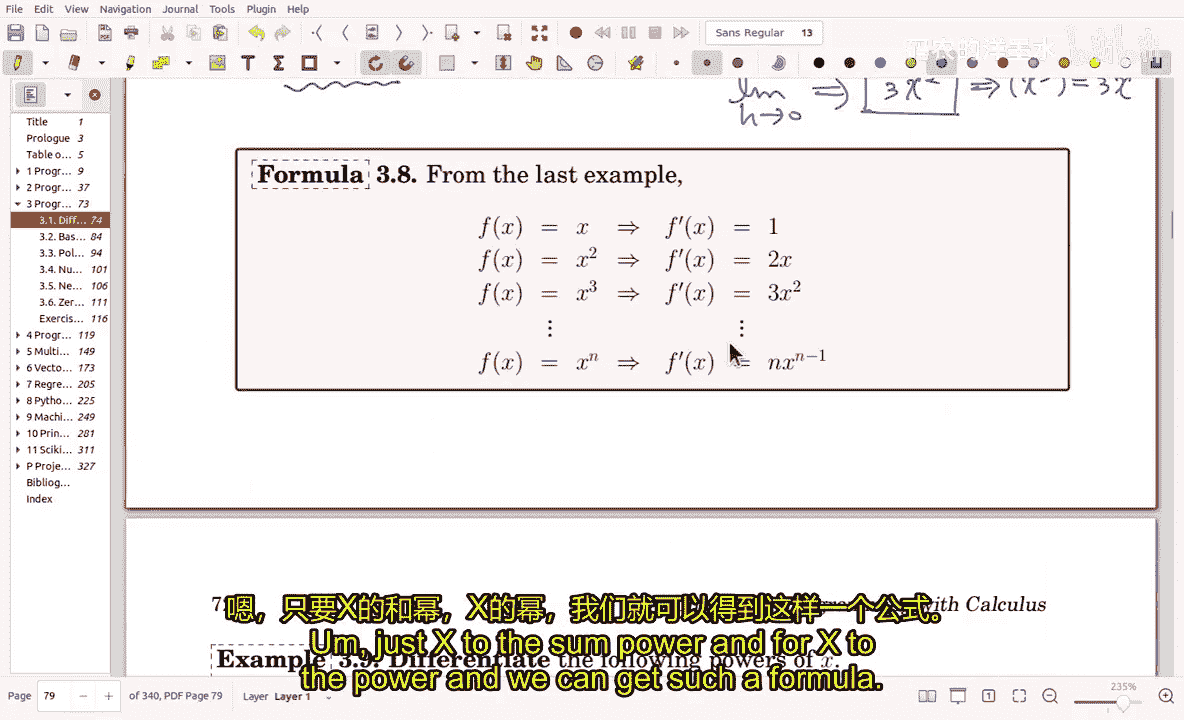 File Edit View Navigation Journal Tools Plugin Help
Sans Regular 13
Title 1
Prologue 3
Table o... 5
1 Progr... 9
2 Progr... 37
3 Progr... 73
3.1. Diff... 74
3.2. Bas... 84
3.3. Pol... 94
3.4. Nu... 101
3.5. Ne... 106
3.6. Zer... 111
Exercis... 116
4 Progr... 119
5 Multi... 149
6 Vecto... 173
7 Regre... 205
8 Pytho... 225
9 Machi... 249
10 Prin... 281
11 Sciki... 311
P Proje... 327
Bibliog...
Index
lim h→0 ⇒ 3x² ⇒
Formula 3.8. From the last example,
f(x) = x ⇒ f′(x) = 1
f(x) = x² ⇒ f′(x) = 2x
f(x) = x³ ⇒ f′(x) = 3x²
⋮ ⋮
f(x) = xⁿ ⇒ f′(x) = nxⁿ⁻¹
with Calculus
Example 3.9. Differentiate the following powers of x.
嗯，只要X的和幂，X的幂，我们就可以得到这样一个公式。
Um, just X to the sum power and for X to
the power and we can get such a formula.
Page 79 of 340, PDF Page 79 Layer Layer 1 235%